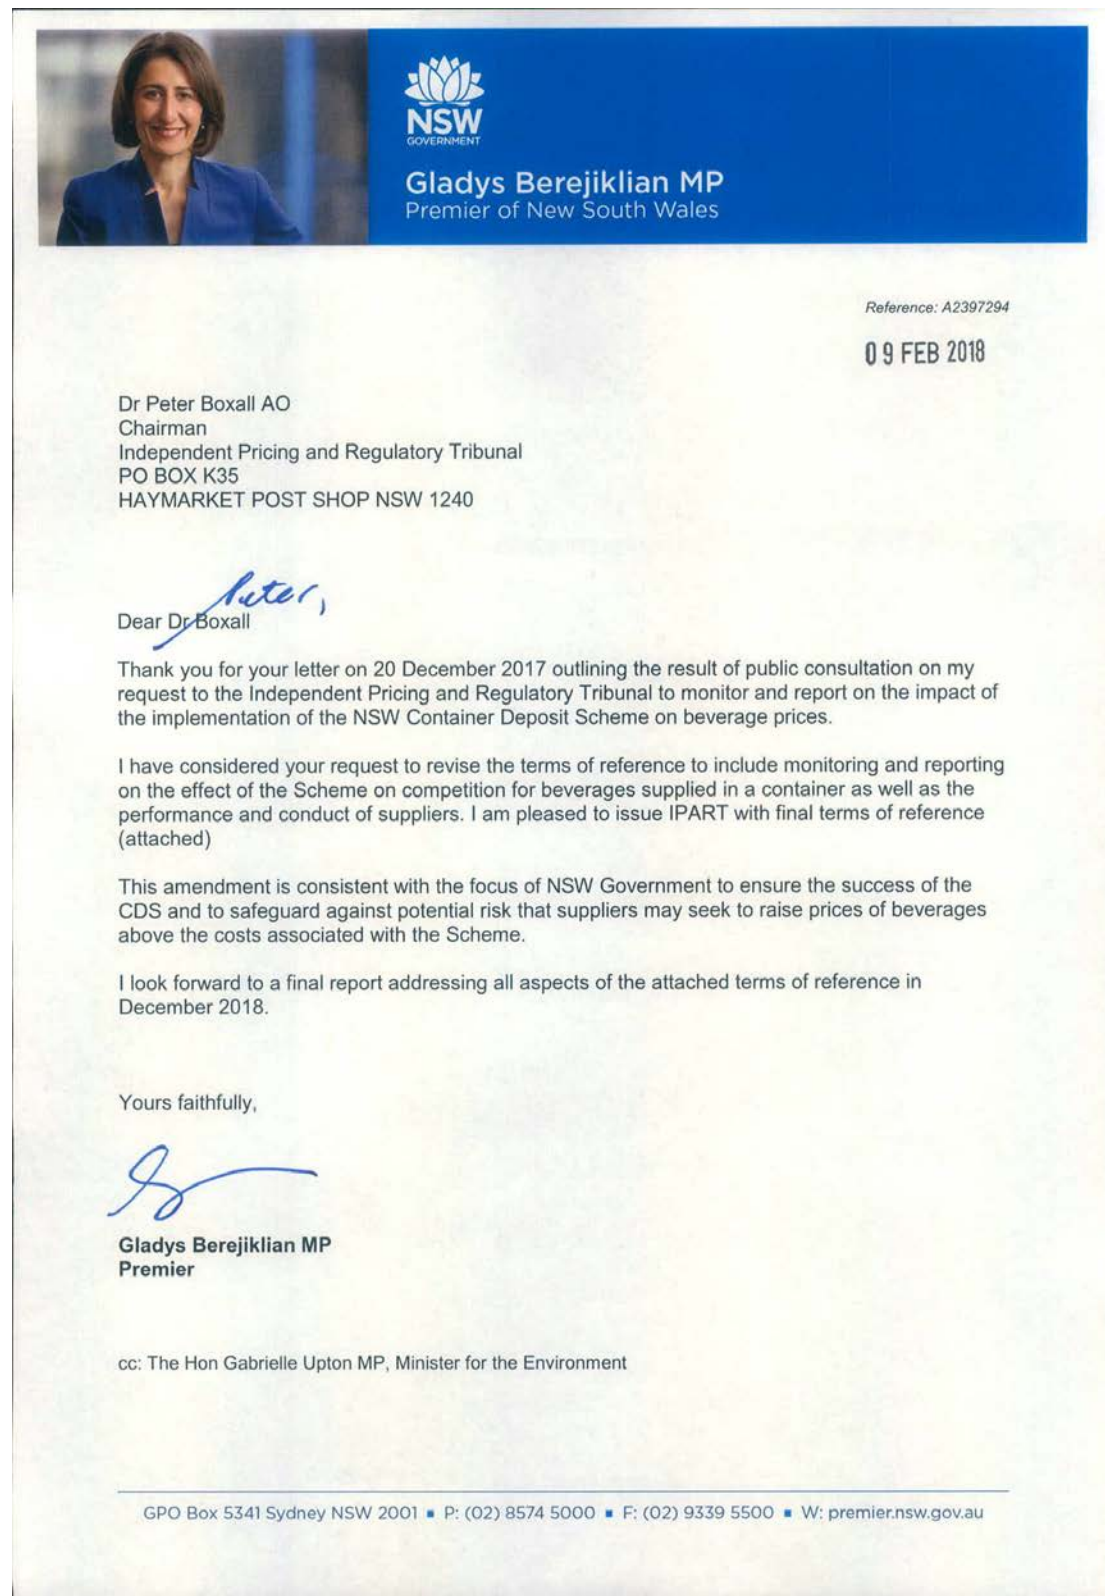 NSW
GOVERNMENT
Gladys Berejiklian MP
Premier of New South Wales
Reference: A2397294
09 FEB 2018
Dr Peter Boxall AO
Chairman
Independent Pricing and Regulatory Tribunal
PO BOX K35
HAYMARKET POST SHOP NSW 1240
Peter,
Dear Dr Boxall
Thank you for your letter on 20 December 2017 outlining the result of public consultation on my
request to the Independent Pricing and Regulatory Tribunal to monitor and report on the impact of
the implementation of the NSW Container Deposit Scheme on beverage prices.
I have considered your request to revise the terms of reference to include monitoring and reporting
on the effect of the Scheme on competition for beverages supplied in a container as well as the
performance and conduct of suppliers. I am pleased to issue IPART with final terms of reference
(attached)
This amendment is consistent with the focus of NSW Government to ensure the success of the
CDS and to safeguard against potential risk that suppliers may seek to raise prices of beverages
above the costs associated with the Scheme.
I look forward to a final report addressing all aspects of the attached terms of reference in
December 2018.
Yours faithfully,
Gladys Berejiklian MP
Premier
cc: The Hon Gabrielle Upton MP, Minister for the Environment
GPO Box 5341 Sydney NSW 2001 ▪ P: (02) 8574 5000 ▪ F: (02) 9339 5500 ▪ W: premier.nsw.gov.au